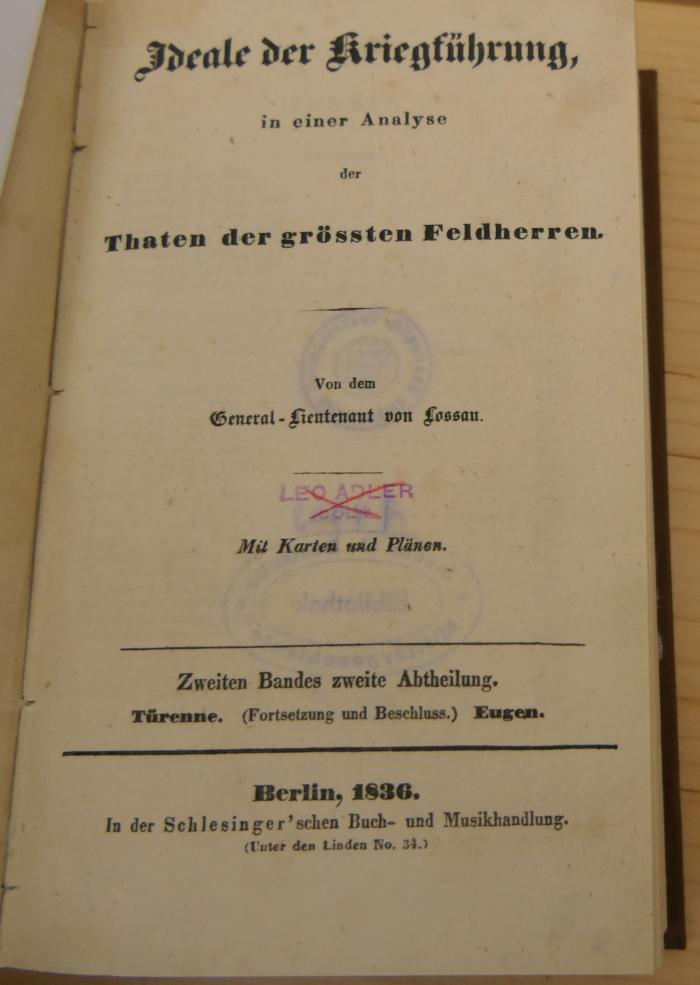 Ideale der Kriegführung,
in einer Analyse
der
Thaten der grössten Feldherren.
Von dem
General-Lieutenant von Lossau.
LEO ADLER
CÖLN
Mit Karten und Plänen.
Bibliothek
Zweiten Bandes zweite Abtheilung.
Türenne. (Fortsetzung und Beschluss.) Eugen.
Berlin, 1836.
In der Schlesinger'schen Buch- und Musikhandlung.
(Unter den Linden No. 34.)